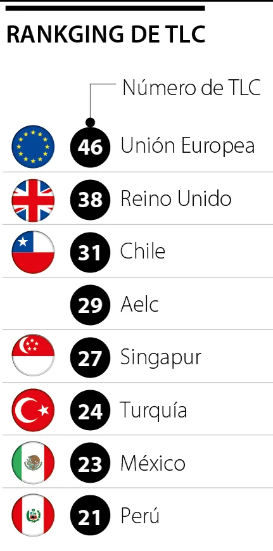 RANKGING DE TLC
Número de TLC
46 Unión Europea
38 Reino Unido
31 Chile
29 Aelc
27 Singapur
24 Turquía
23 México
21 Perú